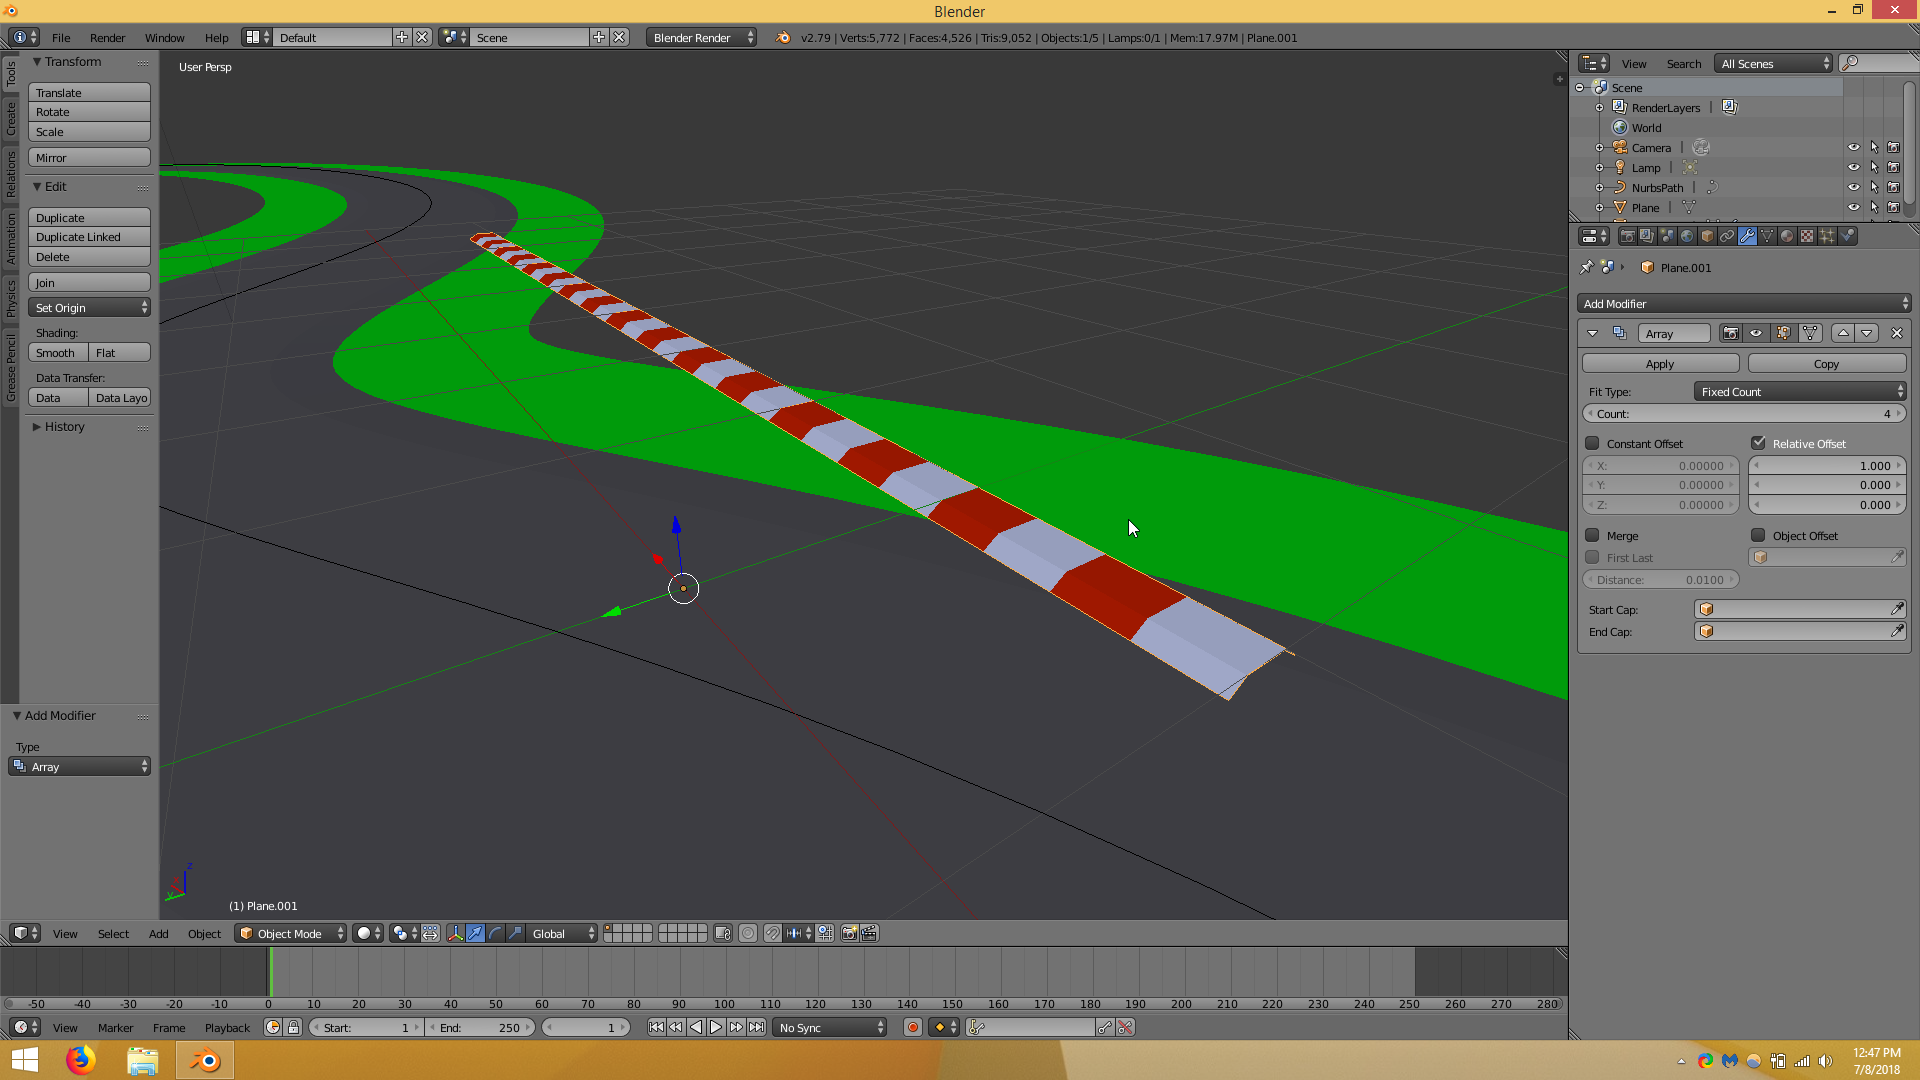 Blender
File Render Window Help Default Scene Blender Render v2.79 | Verts:5,772 | Faces:4,526 | Tris:9,052 | Objects:1/5 | Lamps:0/1 | Mem:17.97M | Plane.001
Tools
Create
Relations
Animation
Physics
Grease Pencil
Transform
Translate
Rotate
Scale
Mirror
Edit
Duplicate
Duplicate Linked
Delete
Join
Set Origin
Shading:
Smooth Flat
Data Transfer:
Data Data Layo
History
Add Modifier
Type
Array
User Persp
(1) Plane.001
View Search All Scenes
Scene
RenderLayers |
World
Camera |
Lamp |
NurbsPath |
Plane |
Plane.001
Add Modifier
Array
Apply Copy
Fit Type: Fixed Count
Count: 4
Constant Offset Relative Offset
X: 0.00000 1.000
Y: 0.00000 0.000
Z: 0.00000 0.000
Merge Object Offset
First Last
Distance: 0.0100
Start Cap:
End Cap:
View Select Add Object Object Mode Global
-50 -40 -30 -20 -10 0 10 20 30 40 50 60 70 80 90 100 110 120 130 140 150 160 170 180 190 200 210 220 230 240 250 260 270 280
View Marker Frame Playback Start: 1 End: 250 1 No Sync
12:47 PM
7/8/2018